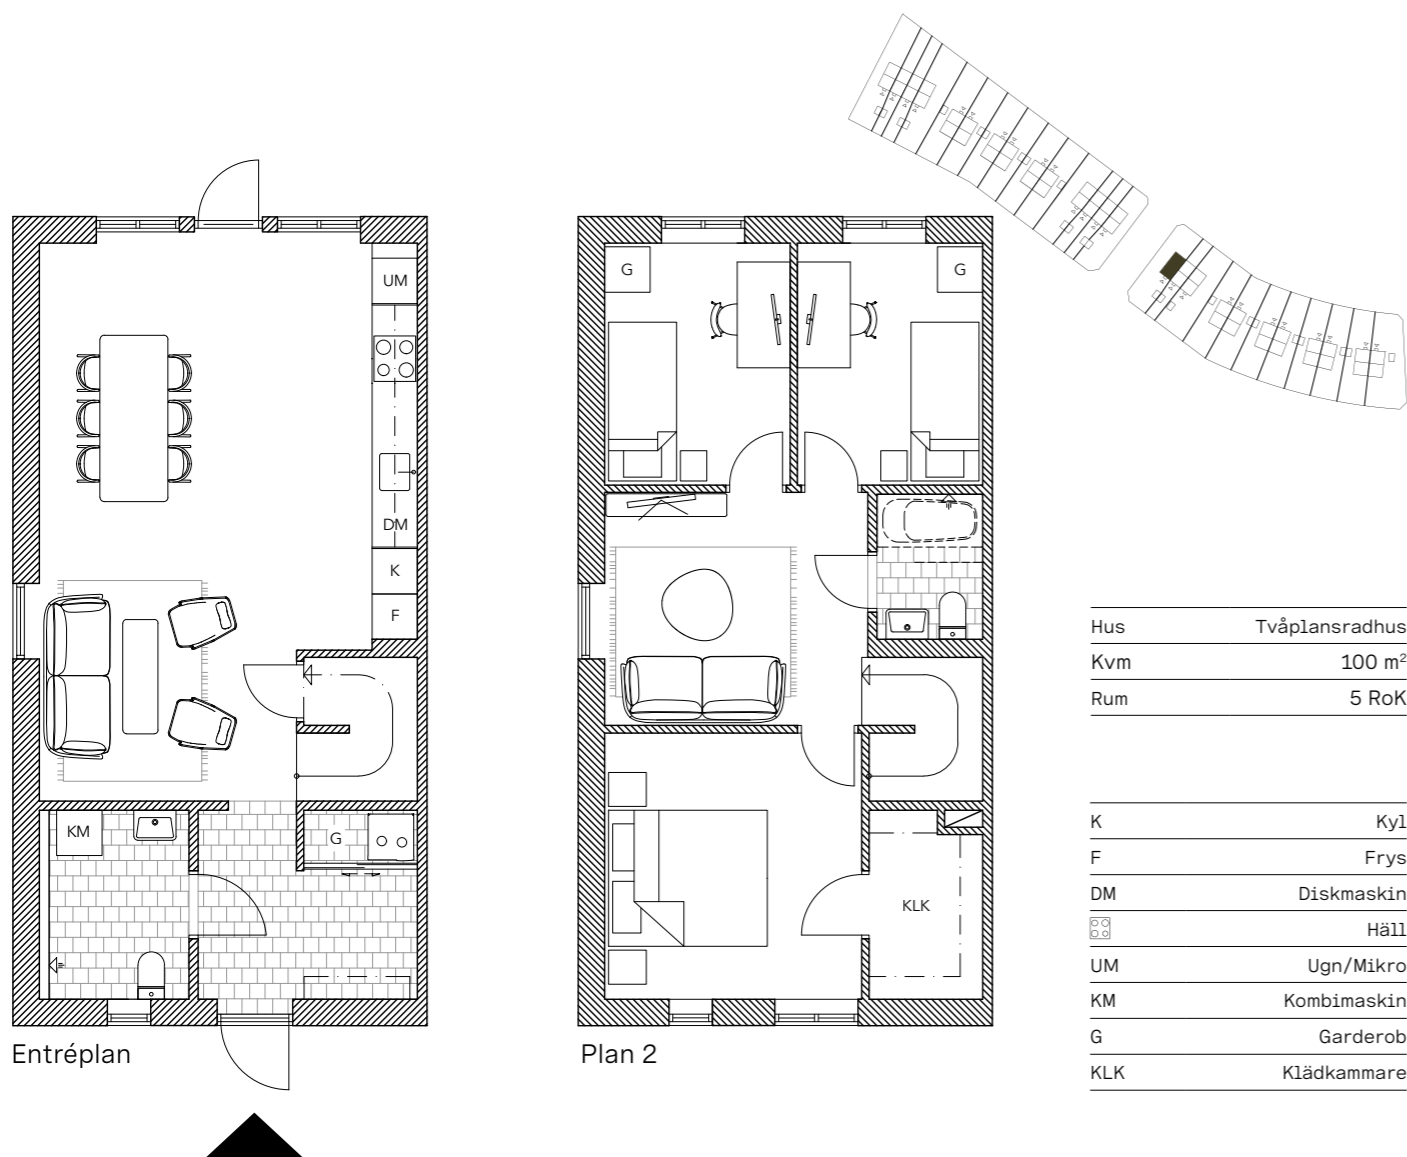 UM
DM
K
F
KM
G
Entréplan
G
G
KLK
Plan 2
Hus Tvåplansradhus
Kvm 100 m²
Rum 5 RoK
K Kyl
F Frys
DM Diskmaskin
Häll
UM Ugn/Mikro
KM Kombimaskin
G Garderob
KLK Klädkammare